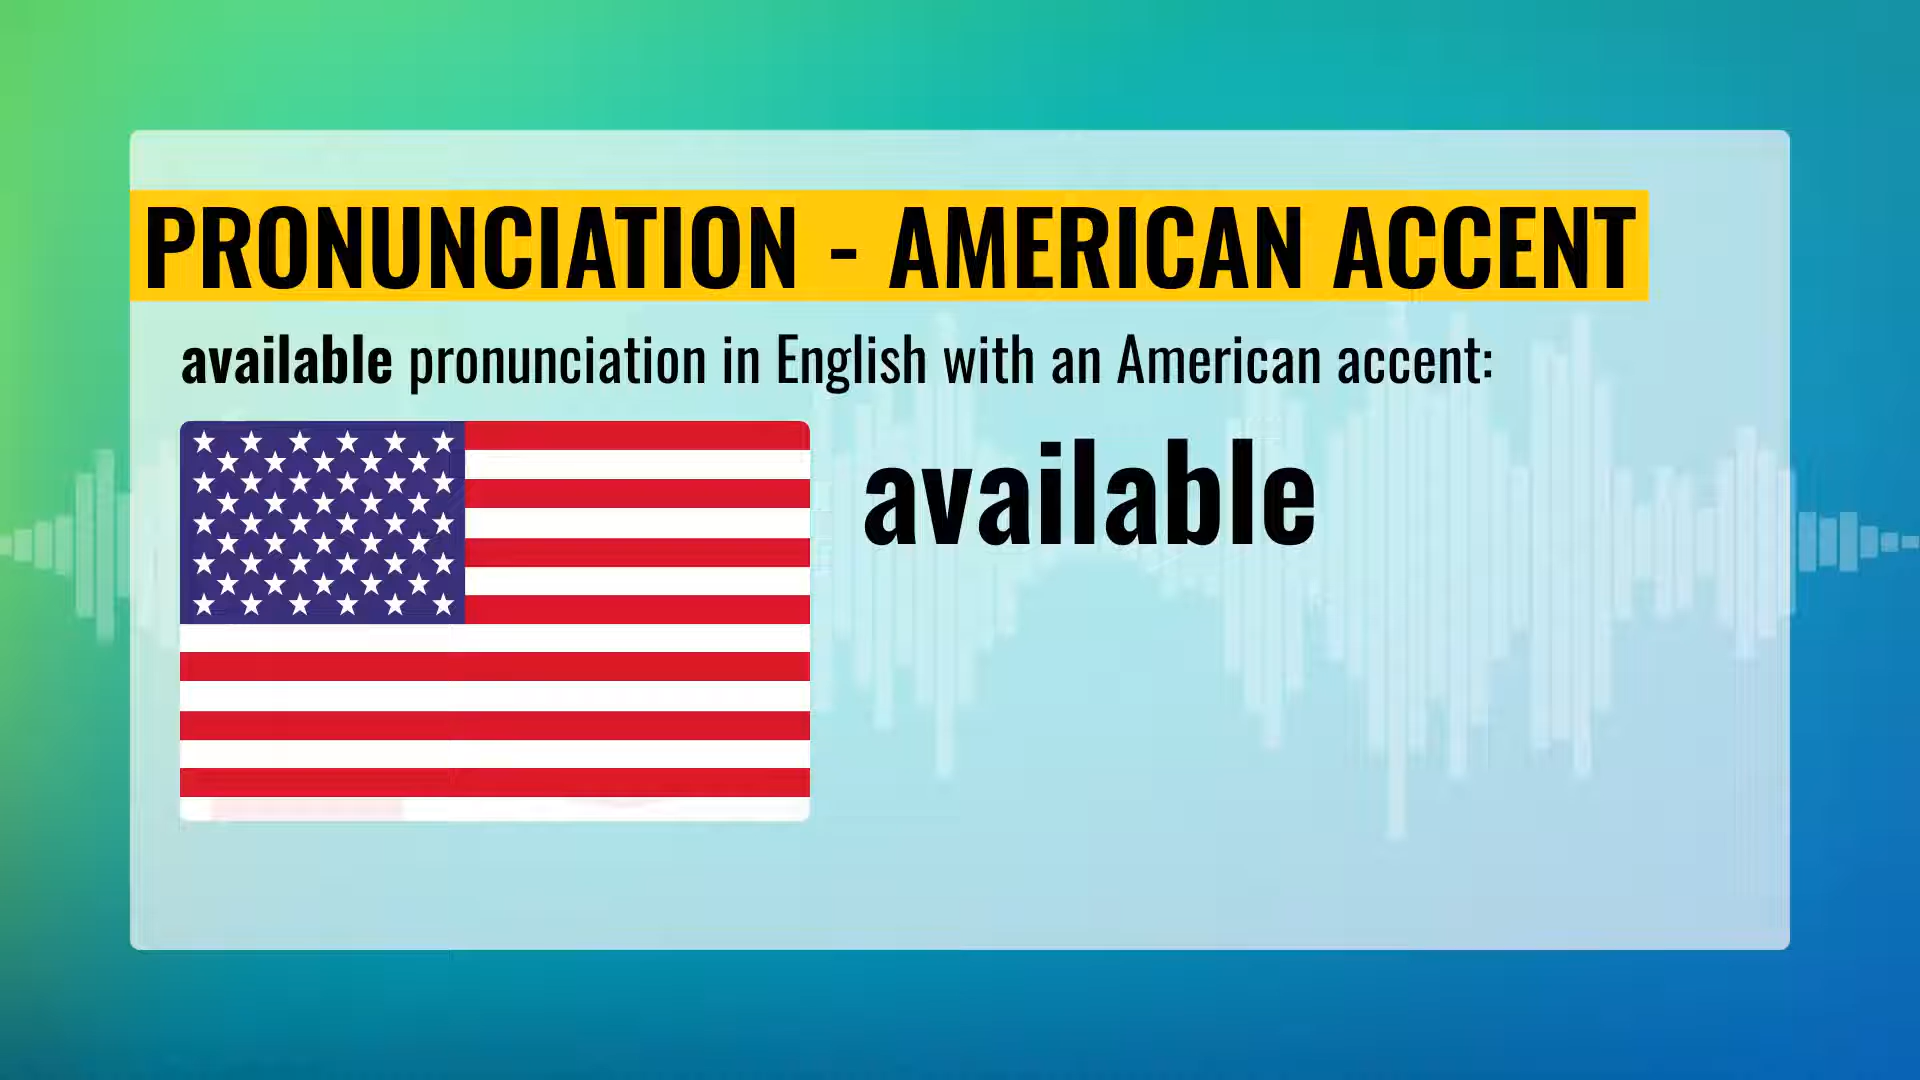 PRONUNCIATION - AMERICAN ACCENT
available pronunciation in English with an American accent:
available